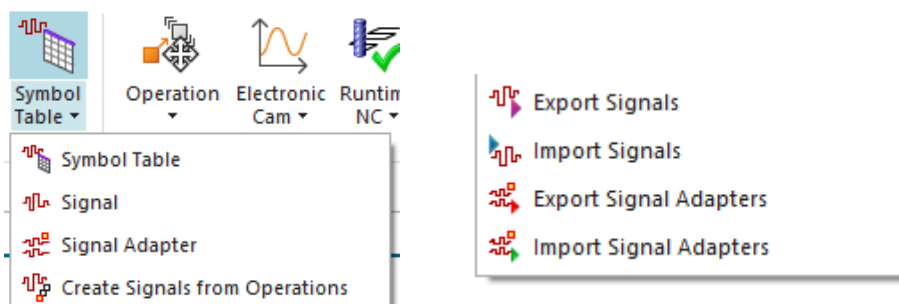 Symbol Table
Operation
Electronic Cam
NC
Symbol Table
Signal
Signal Adapter
Create Signals from Operations
Export Signals
Import Signals
Export Signal Adapters
Import Signal Adapters